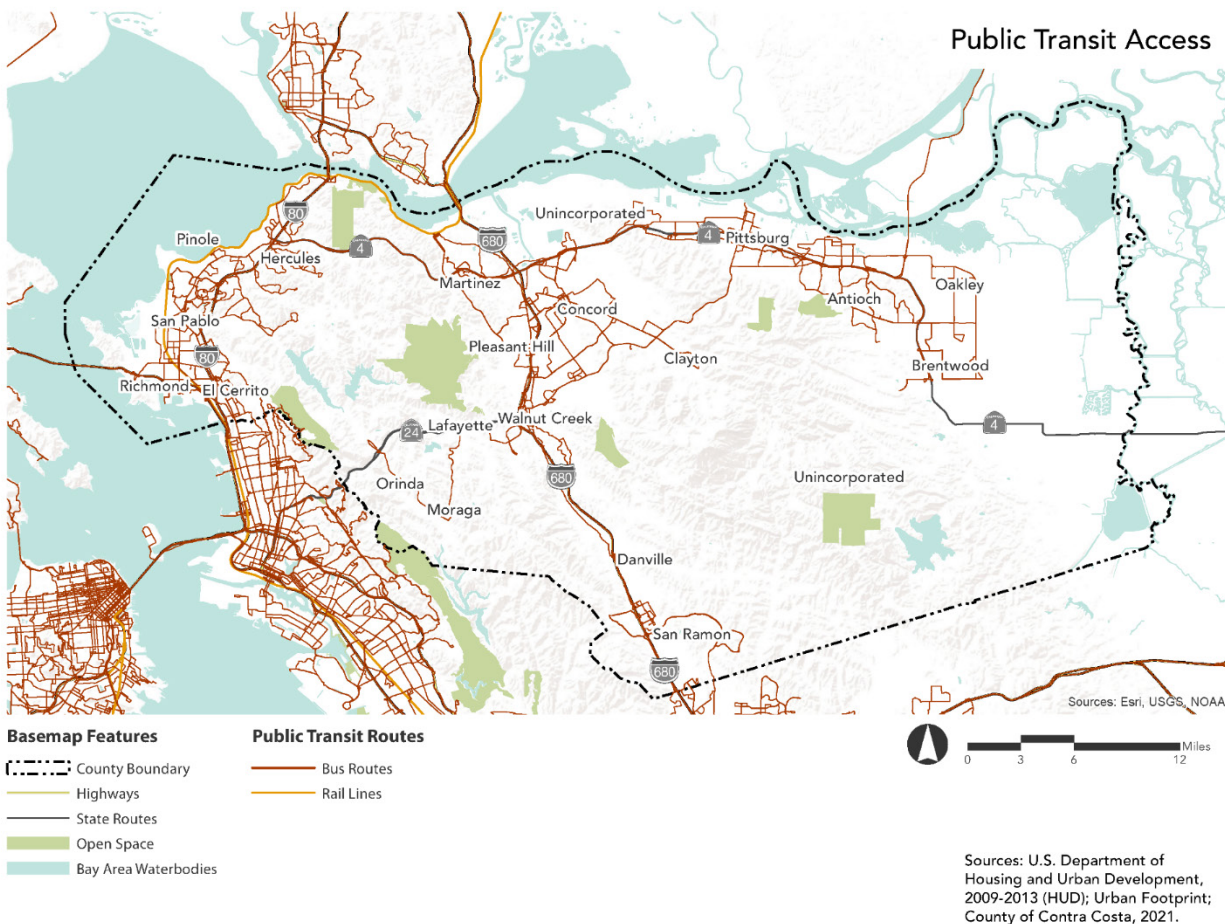 Public Transit Access
Unincorporated
80
680
4
Pinole
Hercules
4
Pittsburg
Martinez
Oakley
Antioch
Concord
San Pablo
Pleasant Hill
80
Clayton
Brentwood
Richmond
El Cerrito
Walnut Creek
24
Lafayette
4
680
Orinda
Unincorporated
Moraga
Danville
San Ramon
680
Sources: Esri, USGS, NOAA
Basemap Features
County Boundary
Highways
State Routes
Open Space
Bay Area Waterbodies
Public Transit Routes
Bus Routes
Rail Lines
Miles
0 3 6 12
Sources: U.S. Department of
Housing and Urban Development,
2009-2013 (HUD); Urban Footprint;
County of Contra Costa, 2021.